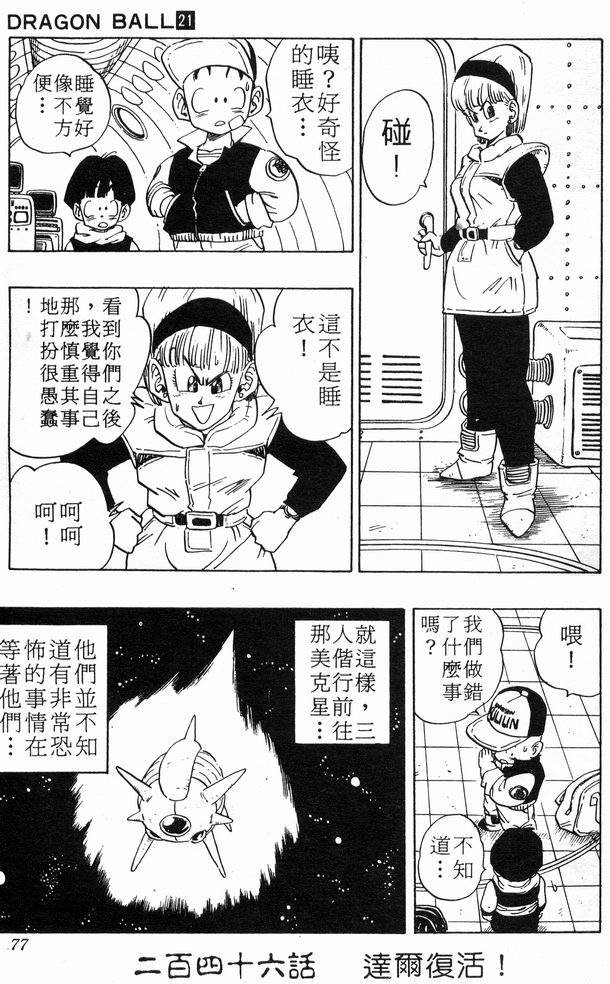 DRAGON BALL 21
碰！
咦？好奇怪
的睡衣…
睡覺好
像不方
便…
這不是睡
衣！
看到你們之後
，我覺得自己
那麼慎重其事
地打扮很愚蠢
！
呵呵
呵！
喂！
我們做錯
了什麼事
嗎？
不知
道…
就這樣，三
人偕行前往
那美克星…
他們並不知
道有非常恐
怖的事情在
等著他們…
77
二百四十六話 達爾復活！